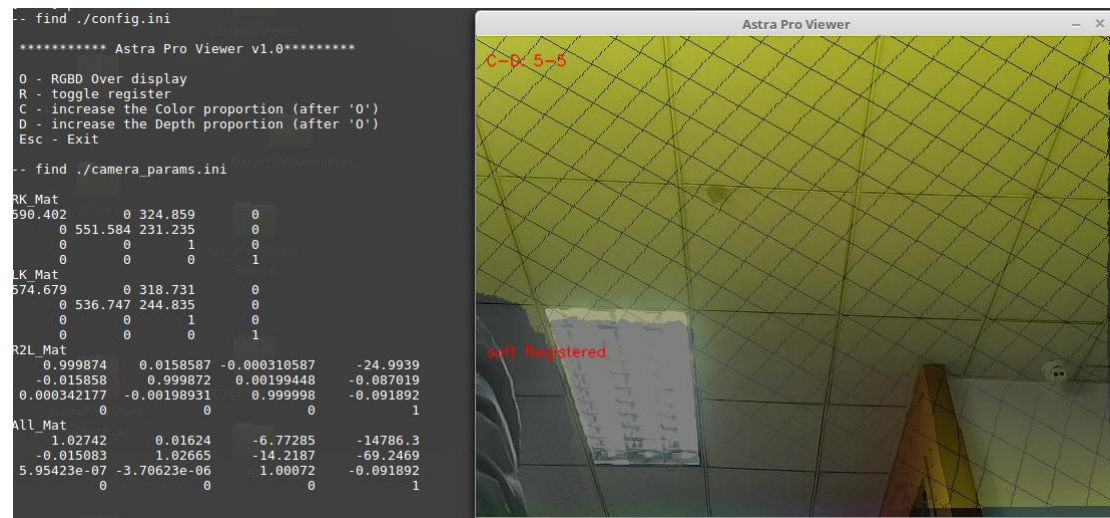 -- find ./config.ini
*********** Astra Pro Viewer v1.0*********
O - RGBD Over display
R - toggle register
C - increase the Color proportion (after 'O')
D - increase the Depth proportion (after 'O')
Esc - Exit
-- find ./camera_params.ini
RK_Mat
590.402 0 324.859 0
0 551.584 231.235 0
0 0 1 0
0 0 0 1
LK_Mat
574.679 0 318.731 0
0 536.747 244.835 0
0 0 1 0
0 0 0 1
R2L_Mat
0.999874 0.0158587 -0.000310587 -24.9939
-0.015858 0.999872 0.00199448 -0.087019
0.000342177 -0.00198931 0.999998 -0.091892
0 0 0 1
All_Mat
1.02742 0.01624 -6.77285 -14786.3
-0.015083 1.02665 -14.2187 -69.2469
5.95423e-07 -3.70623e-06 1.00072 -0.091892
0 0 0 1
Astra Pro Viewer
C-D: 5-5
soft Registered